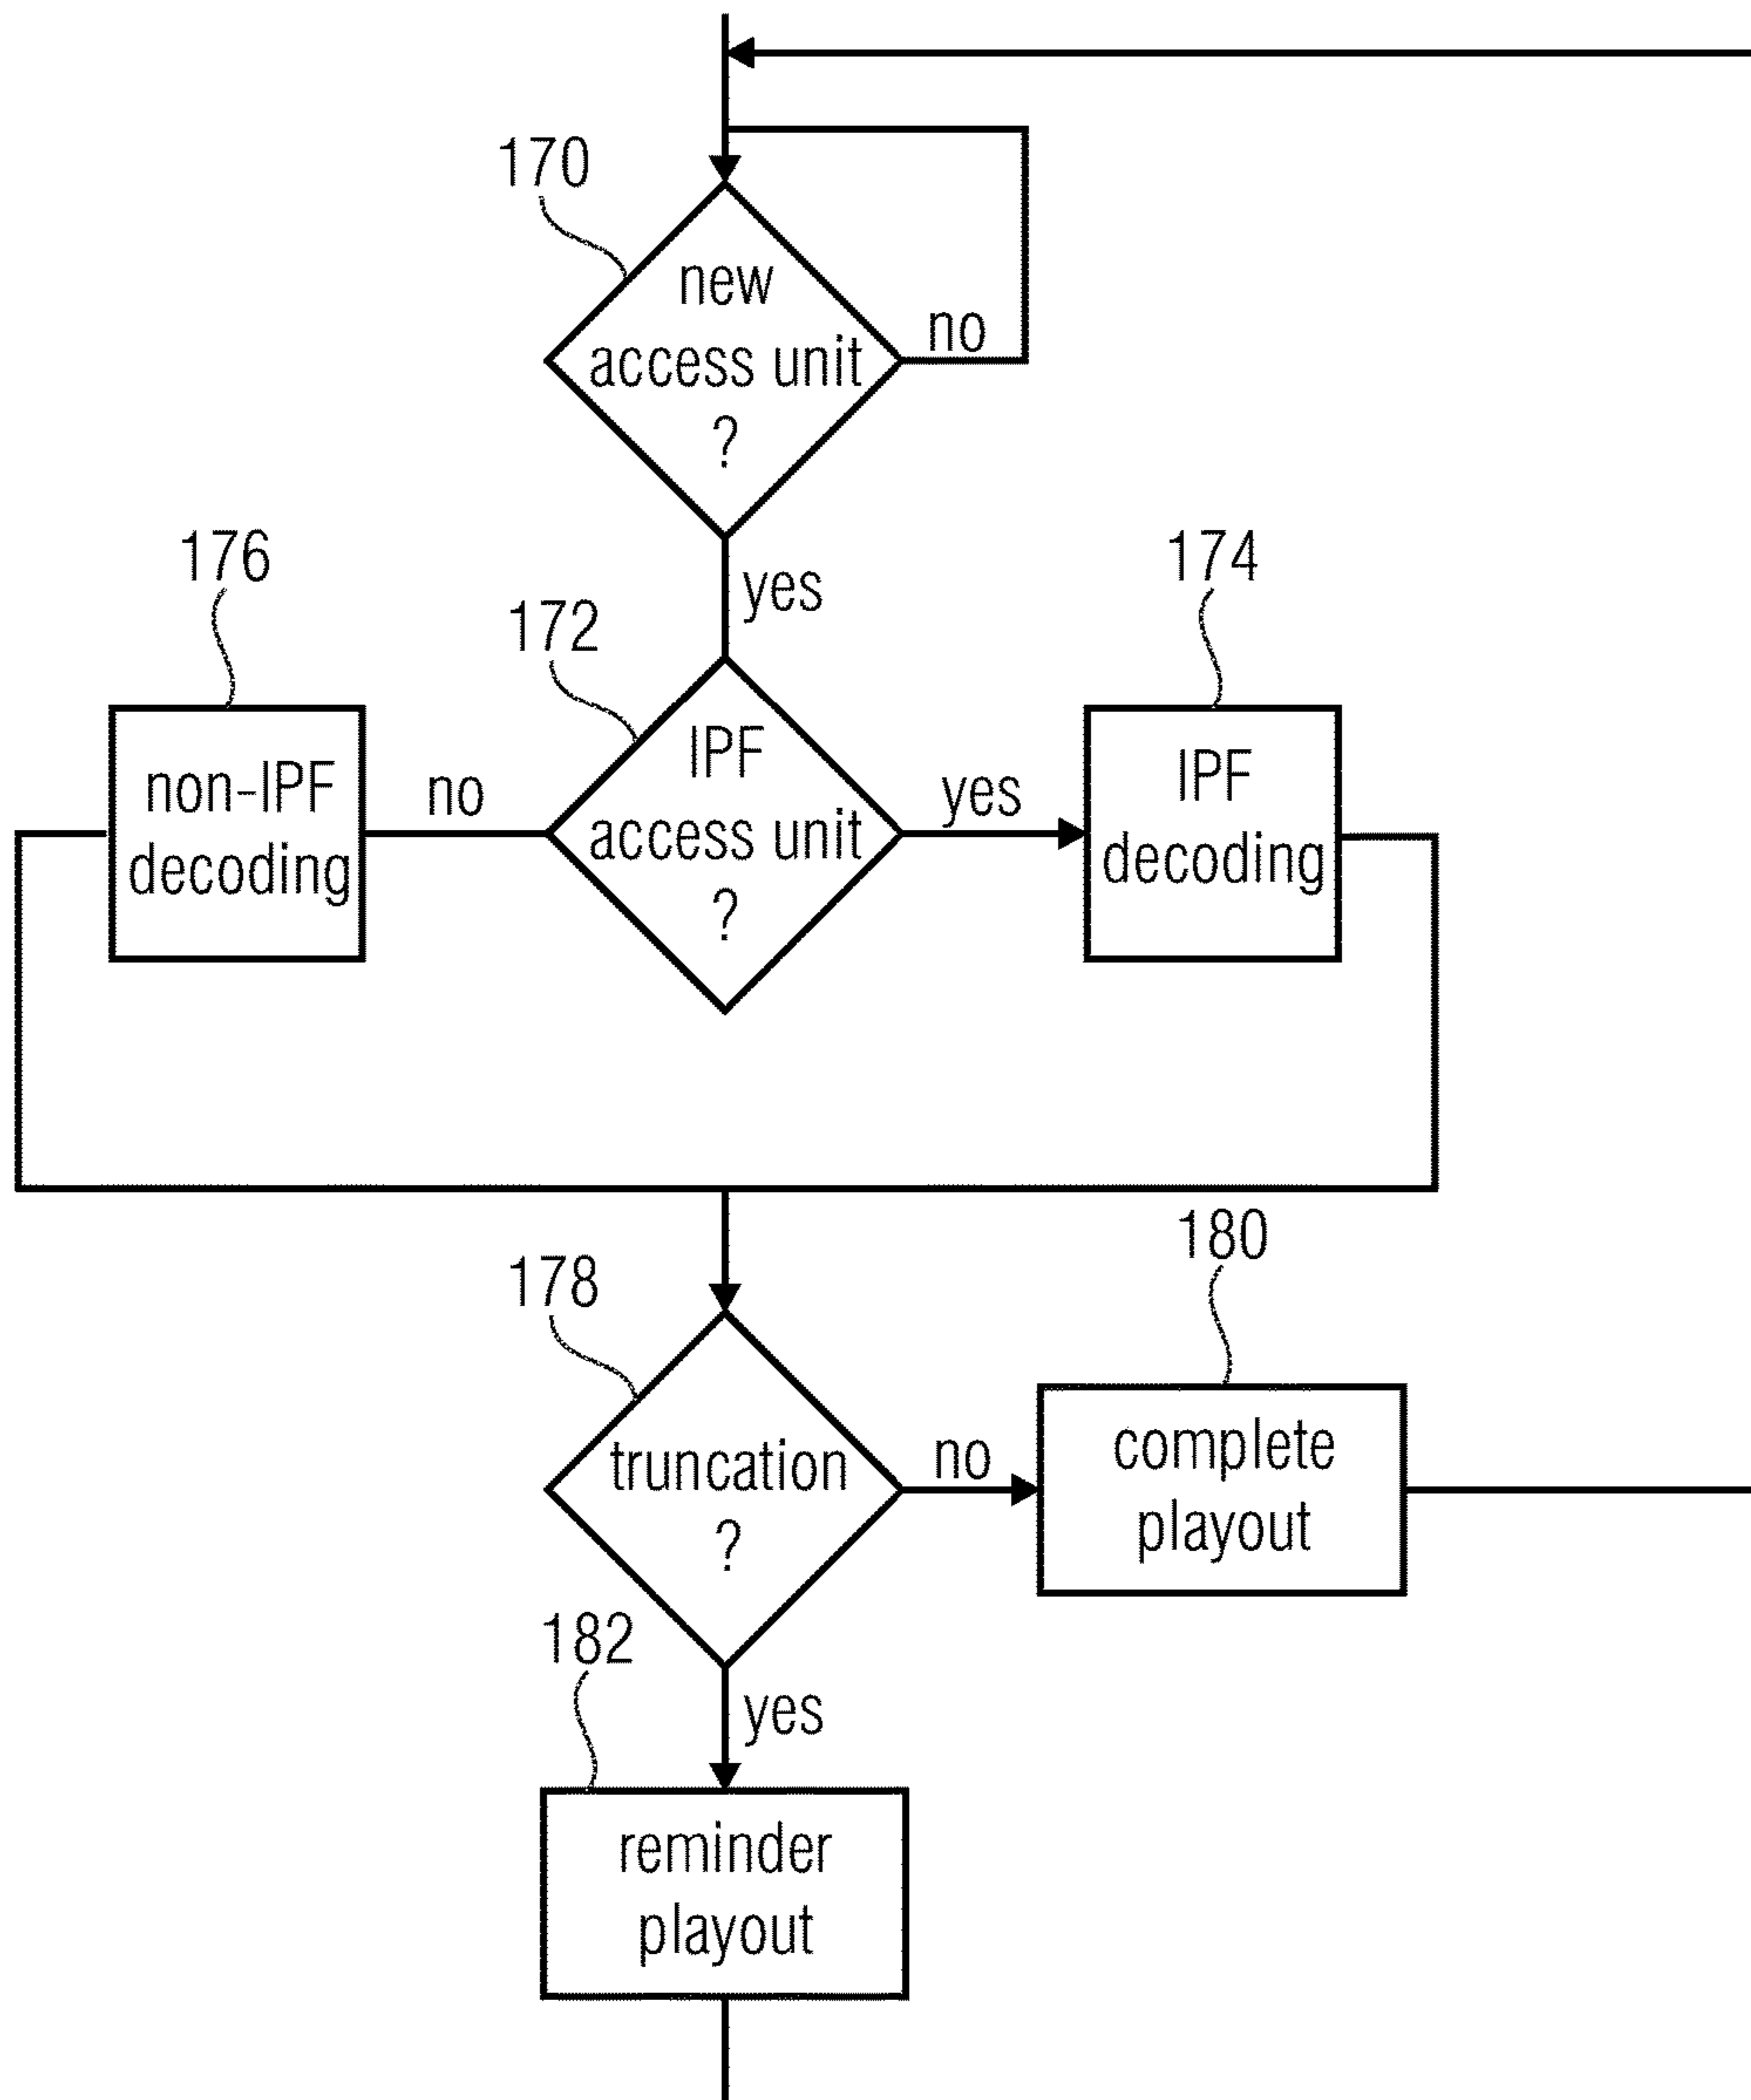 170
new
access unit
?
no
yes
176
172
174
non-IPF
decoding
no
IPF
access unit
?
yes
IPF
decoding
178
180
truncation
?
no
complete
playout
182
yes
reminder
playout